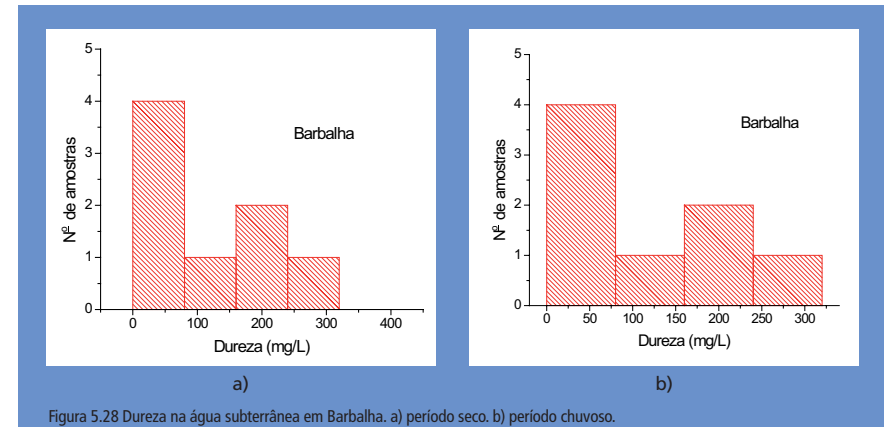 5
4
3
2
1
0
Nº de amostras
Barbalha
0 100 200 300 400
Dureza (mg/L)
a)
5
4
3
2
1
0
Nº de amostras
Barbalha
0 50 100 150 200 250 300
Dureza (mg/L)
b)
Figura 5.28 Dureza na água subterrânea em Barbalha. a) período seco. b) período chuvoso.